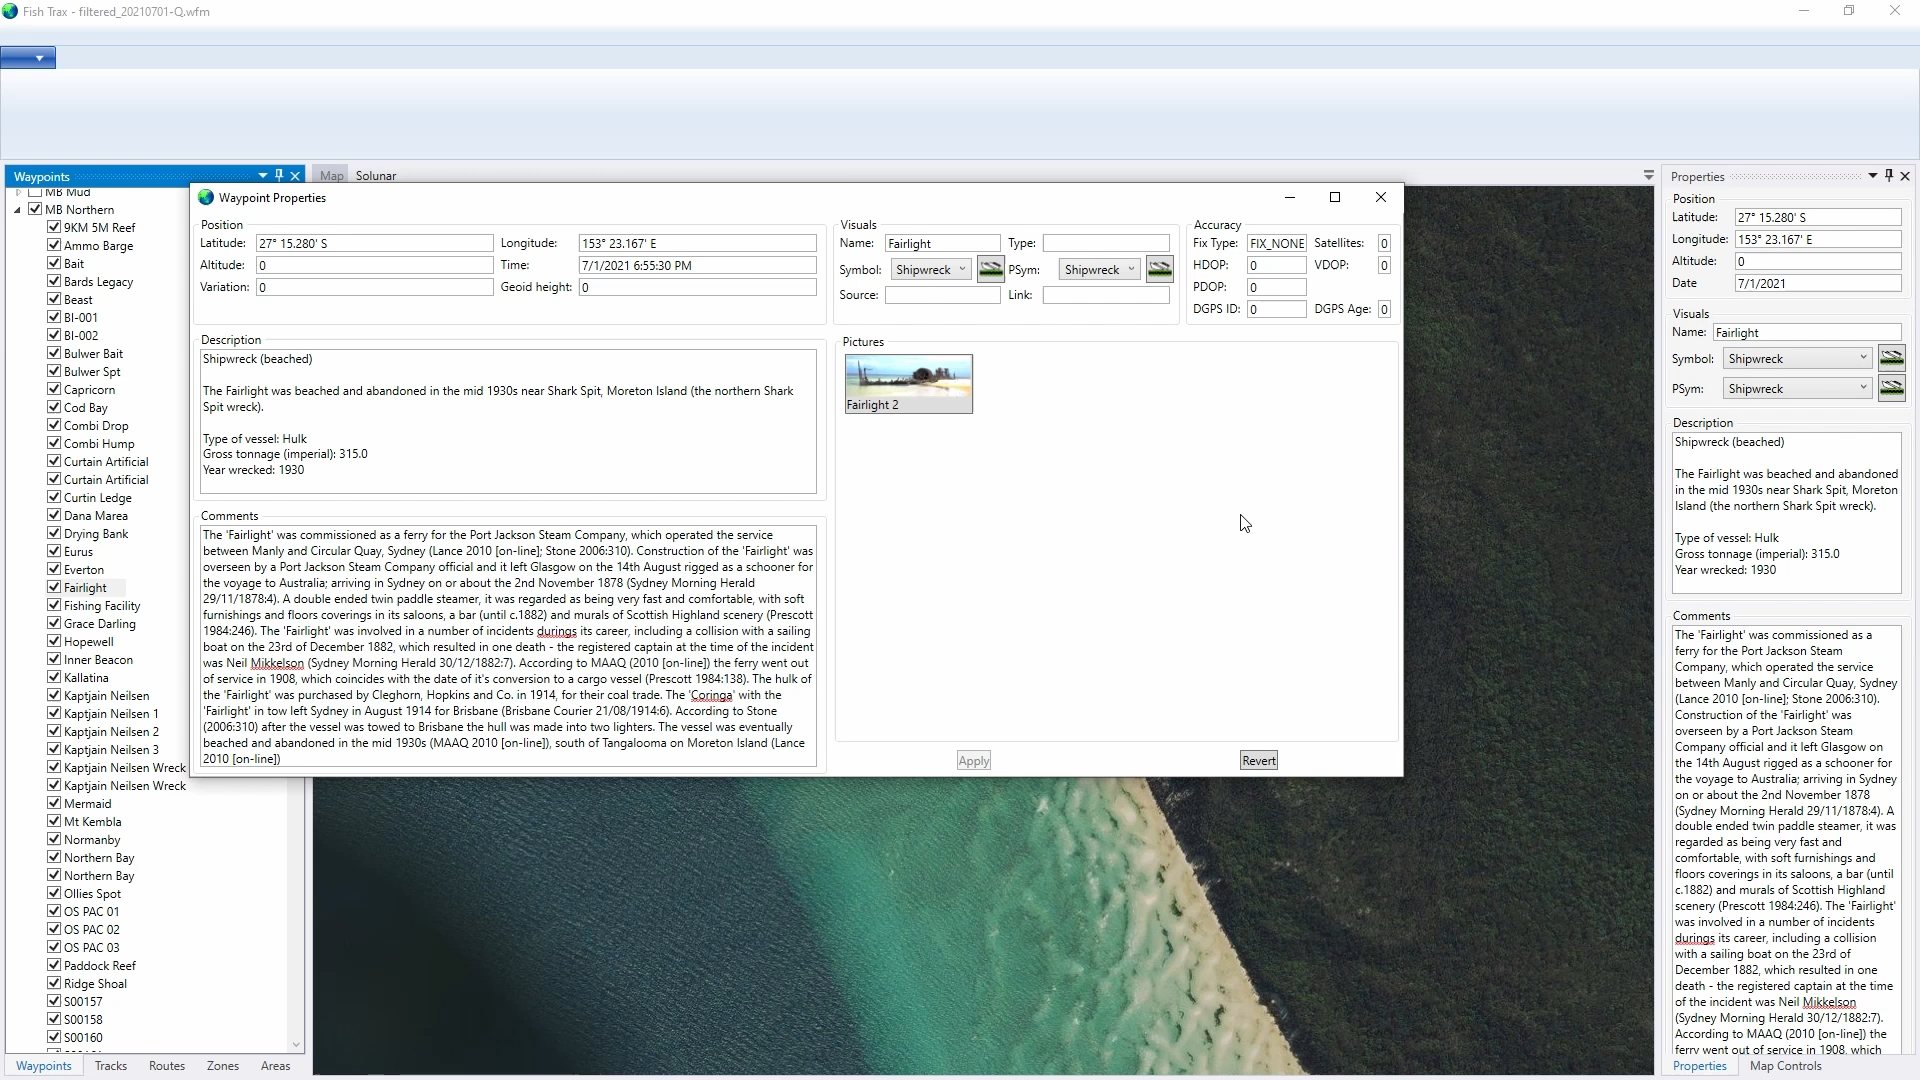 Fish Trax - filtered_20210701-Q.wfm
Waypoints
MB Mud
MB Northern
9KM 5M Reef
Ammo Barge
Bait
Bards Legacy
Beast
BI-001
BI-002
Bulwer Bait
Bulwer Spt
Capricorn
Cod Bay
Combi Drop
Combi Hump
Curtain Artificial
Curtain Artificial
Curtin Ledge
Dana Marea
Drying Bank
Eurus
Everton
Fairlight
Fishing Facility
Grace Darling
Hopewell
Inner Beacon
Kallatina
Kaptjain Neilsen
Kaptjain Neilsen 1
Kaptjain Neilsen 2
Kaptjain Neilsen 3
Kaptjain Neilsen Wreck
Kaptjain Neilsen Wreck
Mermaid
Mt Kembla
Normanby
Northern Bay
Northern Bay
Ollies Spot
OS PAC 01
OS PAC 02
OS PAC 03
Paddock Reef
Ridge Shoal
S00157
S00158
S00160
Waypoints Tracks Routes Zones Areas
Map Solunar
Waypoint Properties
Position
Latitude: 27° 15.280' S Longitude: 153° 23.167' E
Altitude: 0 Time: 7/1/2021 6:55:30 PM
Variation: 0 Geoid height: 0
Visuals
Name: Fairlight Type:
Symbol: Shipwreck PSym: Shipwreck
Source: Link:
Accuracy
Fix Type: FIX_NONE Satellites: 0
HDOP: 0 VDOP: 0
PDOP: 0
DGPS ID: 0 DGPS Age: 0
Description
Shipwreck (beached)
The Fairlight was beached and abandoned in the mid 1930s near Shark Spit, Moreton Island (the northern Shark
Spit wreck).
Type of vessel: Hulk
Gross tonnage (imperial): 315.0
Year wrecked: 1930
Comments
The 'Fairlight' was commissioned as a ferry for the Port Jackson Steam Company, which operated the service
between Manly and Circular Quay, Sydney (Lance 2010 [on-line]; Stone 2006:310). Construction of the 'Fairlight' was
overseen by a Port Jackson Steam Company official and it left Glasgow on the 14th August rigged as a schooner for
the voyage to Australia; arriving in Sydney on or about the 2nd November 1878 (Sydney Morning Herald
29/11/1878:4). A double ended twin paddle steamer, it was regarded as being very fast and comfortable, with soft
furnishings and floors coverings in its saloons, a bar (until c.1882) and murals of Scottish Highland scenery (Prescott
1984:246). The 'Fairlight' was involved in a number of incidents durings its career, including a collision with a sailing
boat on the 23rd of December 1882, which resulted in one death - the registered captain at the time of the incident
was Neil Mikkelson (Sydney Morning Herald 30/12/1882:7). According to MAAQ (2010 [on-line]) the ferry went out
of service in 1908, which coincides with the date of it's conversion to a cargo vessel (Prescott 1984:138). The hulk of
the 'Fairlight' was purchased by Cleghorn, Hopkins and Co. in 1914, for their coal trade. The 'Coringa' with the
'Fairlight' in tow left Sydney in August 1914 for Brisbane (Brisbane Courier 21/08/1914:6). According to Stone
(2006:310) after the vessel was towed to Brisbane the hull was made into two lighters. The vessel was eventually
beached and abandoned in the mid 1930s (MAAQ 2010 [on-line]), south of Tangalooma on Moreton Island (Lance
2010 [on-line])
Pictures
Fairlight 2
Apply Revert
Properties
Position
Latitude: 27° 15.280' S
Longitude: 153° 23.167' E
Altitude: 0
Date 7/1/2021
Visuals
Name: Fairlight
Symbol: Shipwreck
PSym: Shipwreck
Description
Shipwreck (beached)
The Fairlight was beached and abandoned
in the mid 1930s near Shark Spit, Moreton
Island (the northern Shark Spit wreck).
Type of vessel: Hulk
Gross tonnage (imperial): 315.0
Year wrecked: 1930
Comments
The 'Fairlight' was commissioned as a
ferry for the Port Jackson Steam
Company, which operated the service
between Manly and Circular Quay, Sydney
(Lance 2010 [on-line]; Stone 2006:310).
Construction of the 'Fairlight' was
overseen by a Port Jackson Steam
Company official and it left Glasgow on
the 14th August rigged as a schooner for
the voyage to Australia; arriving in Sydney
on or about the 2nd November 1878
(Sydney Morning Herald 29/11/1878:4). A
double ended twin paddle steamer, it was
regarded as being very fast and
comfortable, with soft furnishings and
floors coverings in its saloons, a bar (until
c.1882) and murals of Scottish Highland
scenery (Prescott 1984:246). The 'Fairlight'
was involved in a number of incidents
durings its career, including a collision
with a sailing boat on the 23rd of
December 1882, which resulted in one
death - the registered captain at the time
of the incident was Neil Mikkelson
(Sydney Morning Herald 30/12/1882:7).
According to MAAQ (2010 [on-line]) the
ferry went out of service in 1908, which
Properties Map Controls